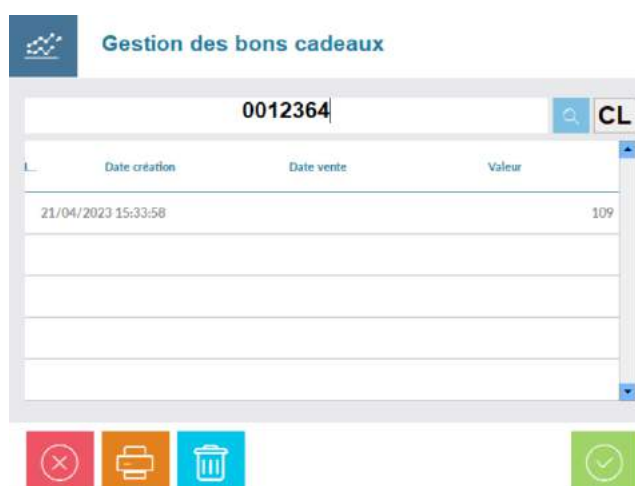 Gestion des bons cadeaux
0012364 CL
I... Date création Date vente Valeur
21/04/2023 15:33:58 109